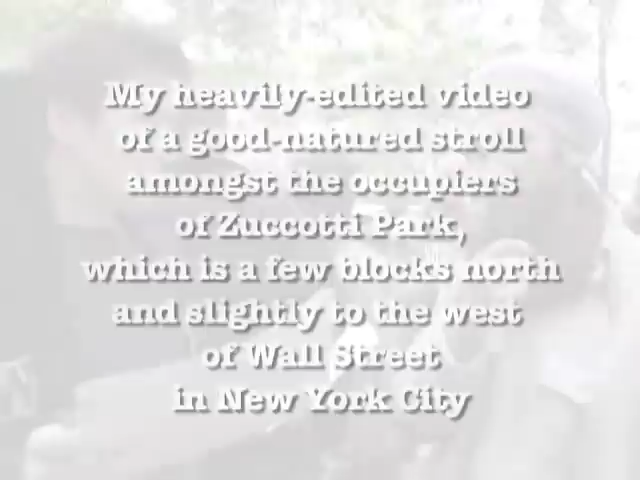 My heavily-edited video
of a good-natured stroll
amongst the occupiers
of Zuccotti Park,
which is a few blocks north
and slightly to the west
of Wall Street
in New York City